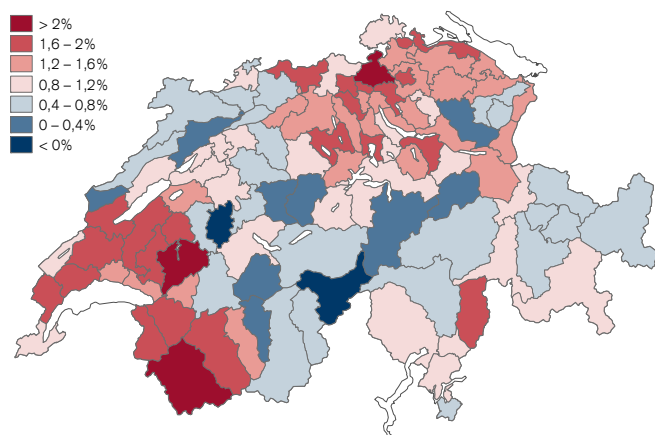 > 2%
1,6 – 2%
1,2 – 1,6%
0,8 – 1,2%
0,4 – 0,8%
0 – 0,4%
< 0%